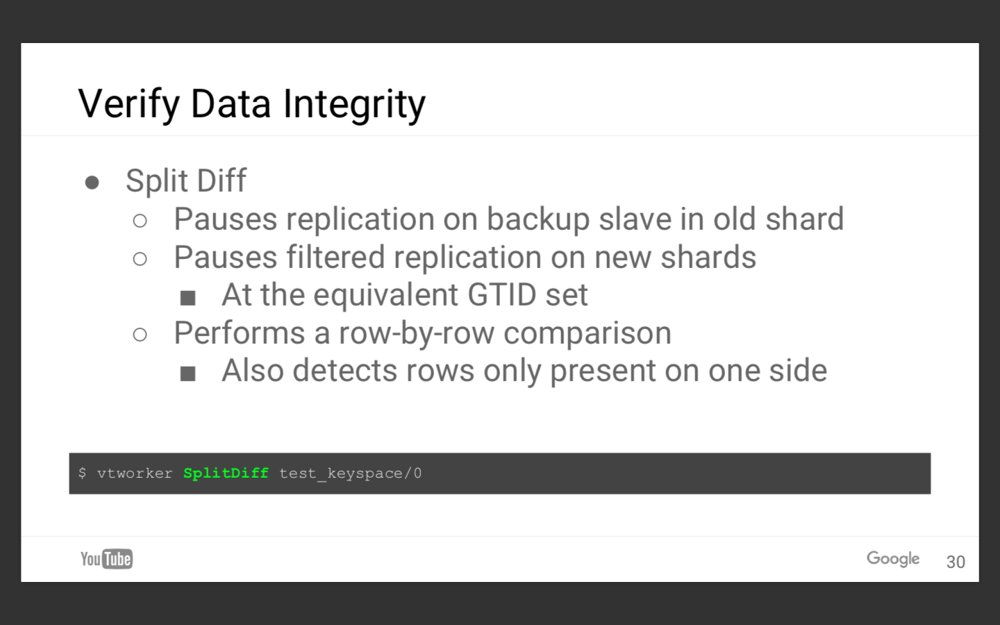 Verify Data Integrity
● Split Diff
○ Pauses replication on backup slave in old shard
○ Pauses filtered replication on new shards
■ At the equivalent GTID set
○ Performs a row-by-row comparison
■ Also detects rows only present on one side
$ vtworker SplitDiff test_keyspace/0
YouTube
Google
30